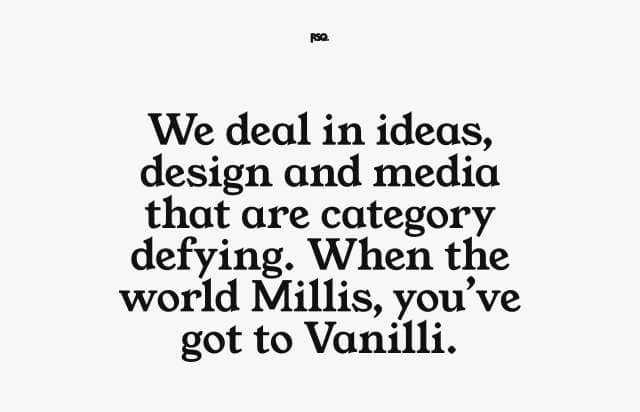 RSQ.
We deal in ideas,
design and media
that are category
defying. When the
world Millis, you’ve
got to Vanilli.